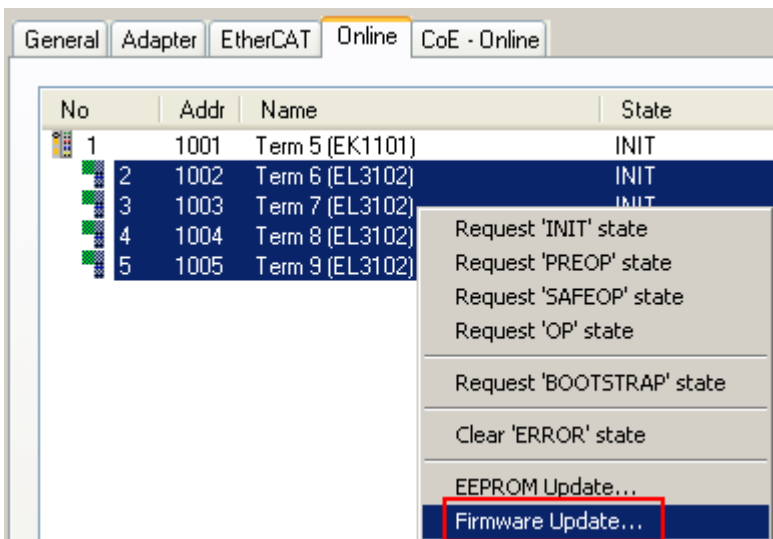 General Adapter EtherCAT Online CoE - Online
No Addr Name State
1 1001 Term 5 (EK1101) INIT
2 1002 Term 6 (EL3102) INIT
3 1003 Term 7 (EL3102) INIT
4 1004 Term 8 (EL3102)
5 1005 Term 9 (EL3102)
Request 'INIT' state
Request 'PREOP' state
Request 'SAFEOP' state
Request 'OP' state
Request 'BOOTSTRAP' state
Clear 'ERROR' state
EEPROM Update...
Firmware Update...